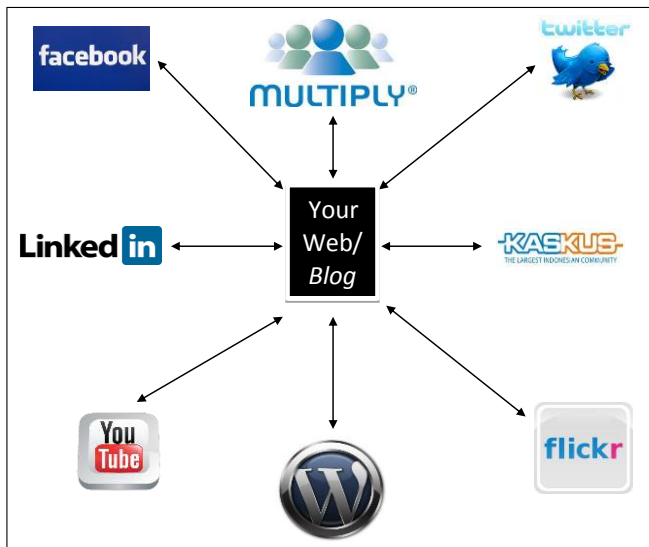 facebook
MULTIPLY®
twitter
Your
Web/
Blog
Linked in
KASKUS
THE LARGEST INDONESIAN COMMUNITY
You
Tube
W
flickr